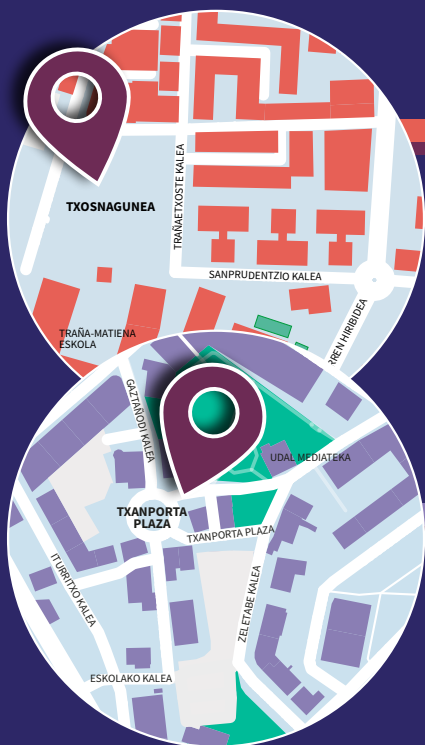 TXOSNAGUNEA
TRAÑAETXOSTE KALEA
SANPRUDENTZIO KALEA
RREN HIRIBIDEA
TRAÑA-MATIENA
ESKOLA
GAZTAÑODI KALEA
UDAL MEDIATEKA
TXANPORTA
PLAZA
TXANPORTA PLAZA
ITURRITXO KALEA
ZELETABE KALEA
ESKOLAKO KALEA